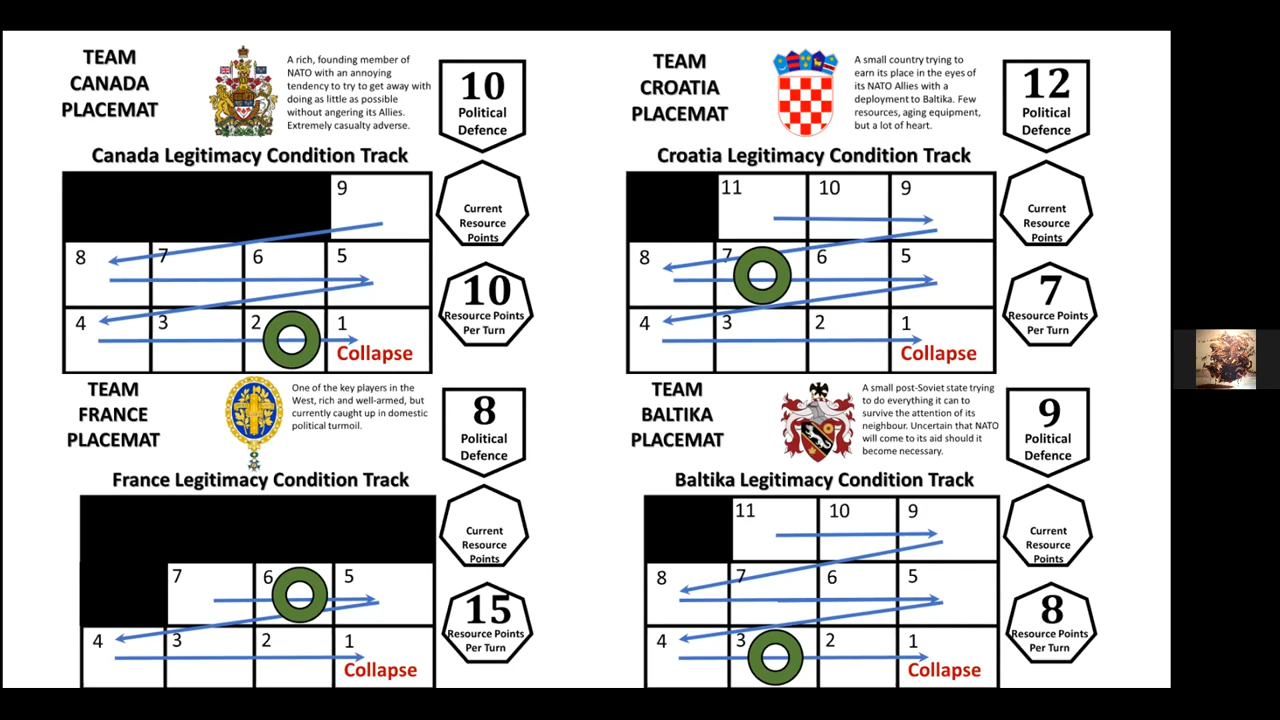 TEAM
CANADA
PLACEMAT
A rich, founding member of
NATO with an annoying
tendency to try to get away with
doing as little as possible
without angering its Allies.
Extremely casualty adverse.
10
Political
Defence
Canada Legitimacy Condition Track
9
8 7 6 5
4 3 2 1
Collapse
Current
Resource
Points
10
Resource Points
Per Turn
TEAM
CROATIA
PLACEMAT
A small country trying to
earn its place in the eyes of
its NATO Allies with a
deployment to Baltika. Few
resources, aging equipment,
but a lot of heart.
12
Political
Defence
Croatia Legitimacy Condition Track
11 10 9
8 7 6 5
4 3 2 1
Collapse
Current
Resource
Points
7
Resource Points
Per Turn
TEAM
FRANCE
PLACEMAT
One of the key players in the
West, rich and well-armed, but
currently caught up in domestic
political turmoil.
8
Political
Defence
France Legitimacy Condition Track
7 6 5
4 3 2 1
Collapse
Current
Resource
Points
15
Resource Points
Per Turn
TEAM
BALTIKA
PLACEMAT
A small post-Soviet state trying
to do everything it can to
survive the attention of its
neighbour. Uncertain that NATO
will come to its aid should it
become necessary.
9
Political
Defence
Baltika Legitimacy Condition Track
11 10 9
8 7 6 5
4 3 2 1
Collapse
Current
Resource
Points
8
Resource Points
Per Turn